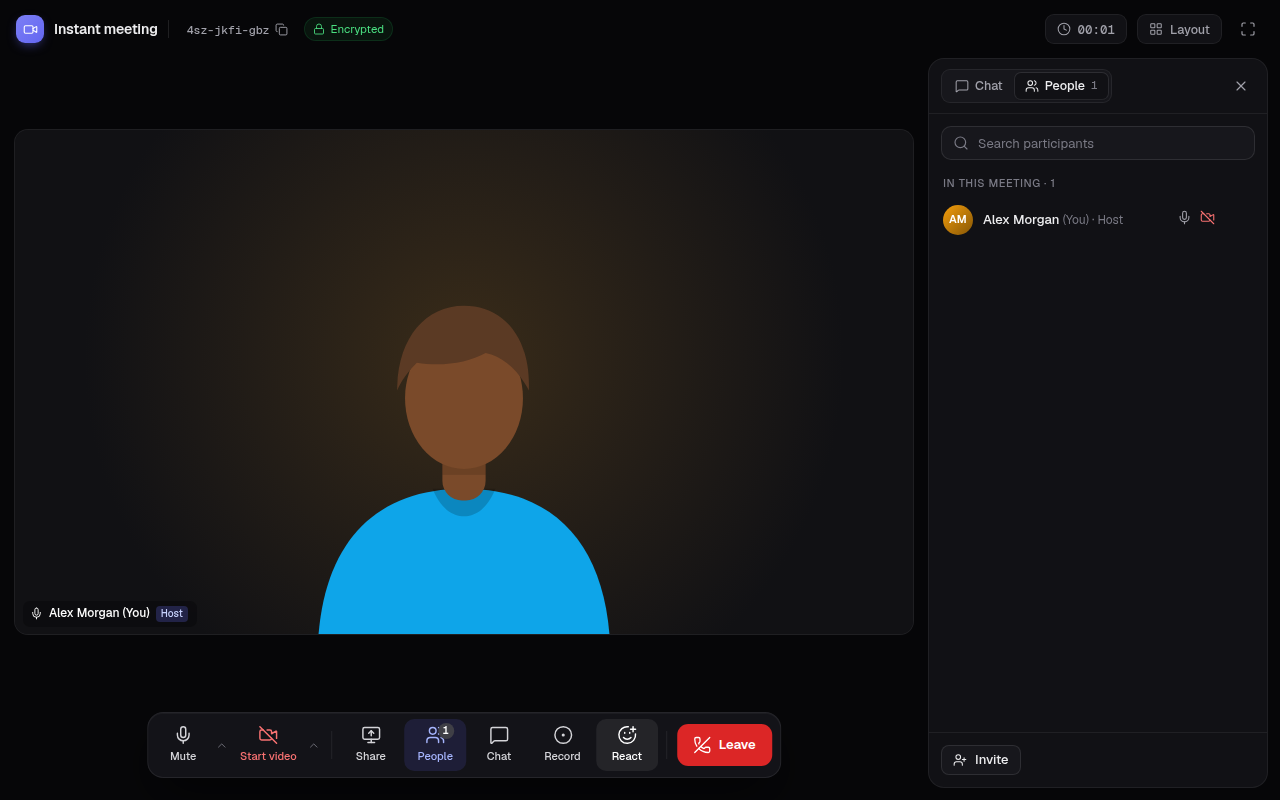 Instant meeting
4sz-jkfi-gbz
Encrypted
00:01
Layout
Chat
People 1
Search participants
IN THIS MEETING · 1
AM
Alex Morgan (You) · Host
Alex Morgan (You) Host
Mute
Start video
Share
1
People
Chat
Record
React
Leave
Invite